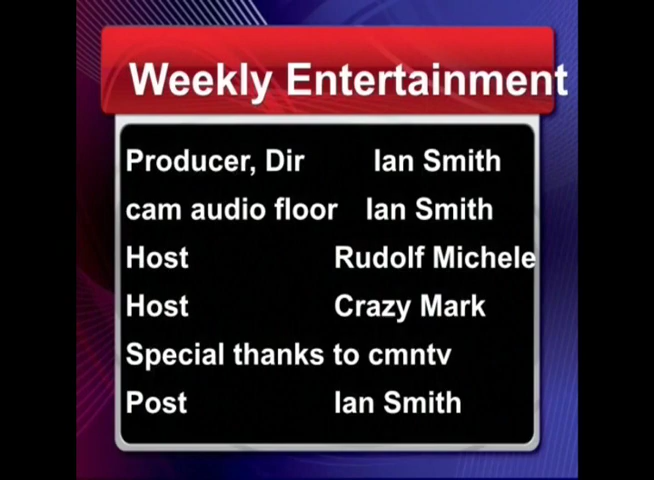 Weekly Entertainment
Producer, Dir Ian Smith
cam audio floor Ian Smith
Host Rudolf Michele
Host Crazy Mark
Special thanks to cmntv
Post Ian Smith